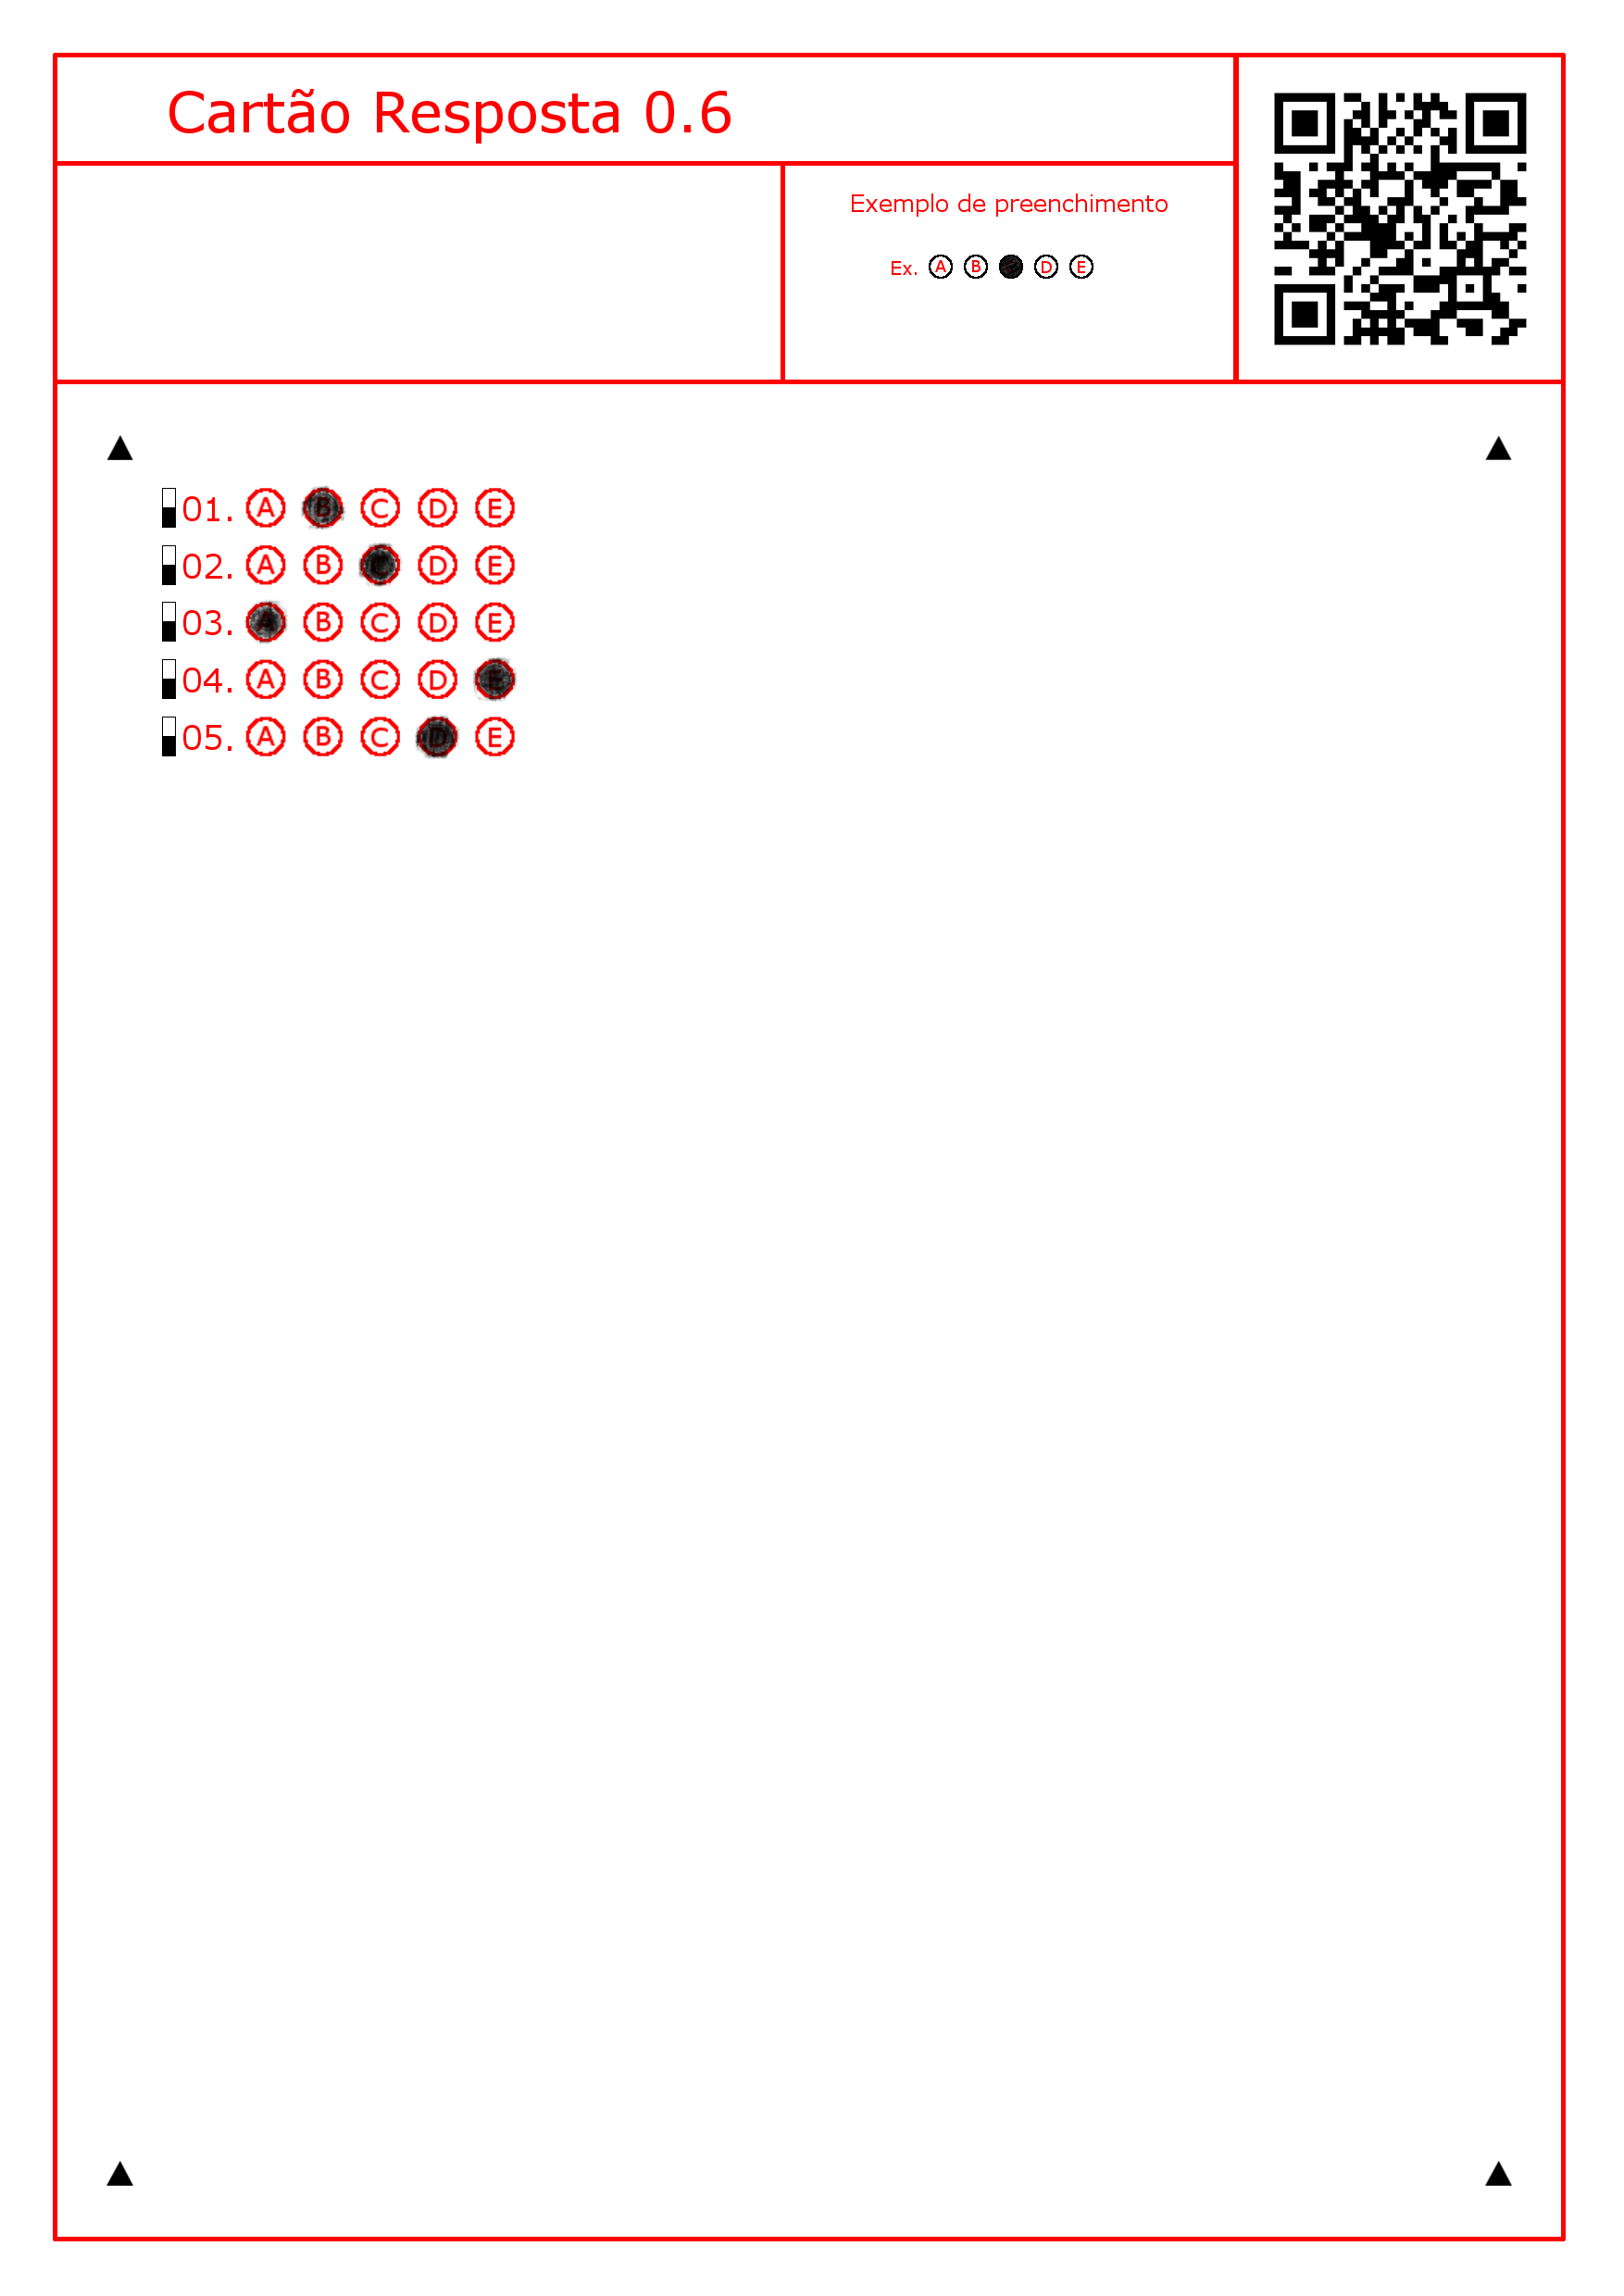 Cartão Resposta 0.6
Exemplo de preenchimento
Ex. A B D E
01. A B C D E
02. A B C D E
03. A B C D E
04. A B C D E
05. A B C D E